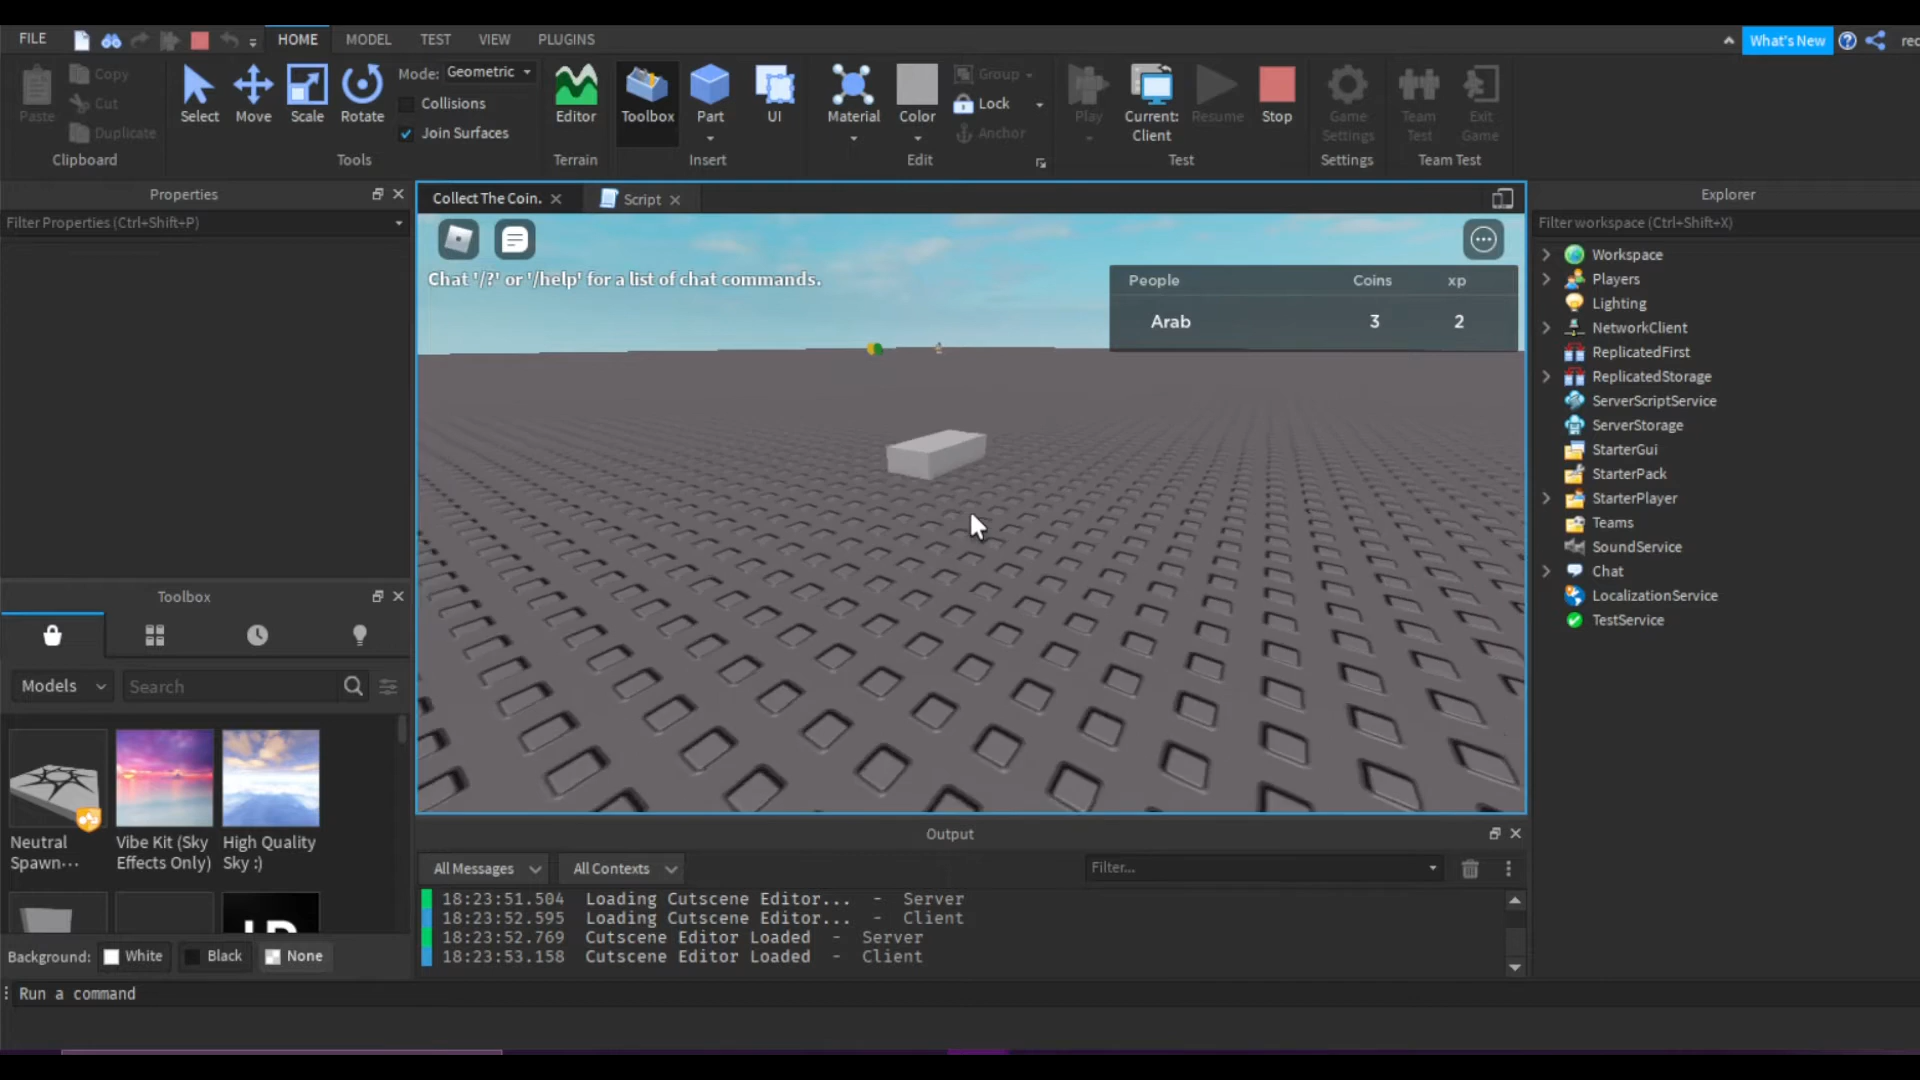 FILE HOME MODEL TEST VIEW PLUGINS What's New rec
Paste Copy Cut Duplicate Clipboard
Select Move Scale Rotate Mode: Geometric Collisions Join Surfaces Tools
Editor Terrain
Toolbox Part UI Insert
Material Color Group Lock Anchor Edit
Play Current: Client Resume Stop Test
Game Settings Settings
Team Test Exit Game Team Test
Properties
Filter Properties (Ctrl+Shift+P)
Collect The Coin. Script
Chat '/?' or '/help' for a list of chat commands.
People Coins xp
Arab 3 2
Explorer
Filter workspace (Ctrl+Shift+X)
Workspace
Players
Lighting
NetworkClient
ReplicatedFirst
ReplicatedStorage
ServerScriptService
ServerStorage
StarterGui
StarterPack
StarterPlayer
Teams
SoundService
Chat
LocalizationService
TestService
Toolbox
Models Search
Neutral Spawn...
Vibe Kit (Sky Effects Only)
High Quality Sky :)
Background: White Black None
Output
All Messages All Contexts Filter...
18:23:51.504 Loading Cutscene Editor... - Server
18:23:52.595 Loading Cutscene Editor... - Client
18:23:52.769 Cutscene Editor Loaded - Server
18:23:53.158 Cutscene Editor Loaded - Client
Run a command